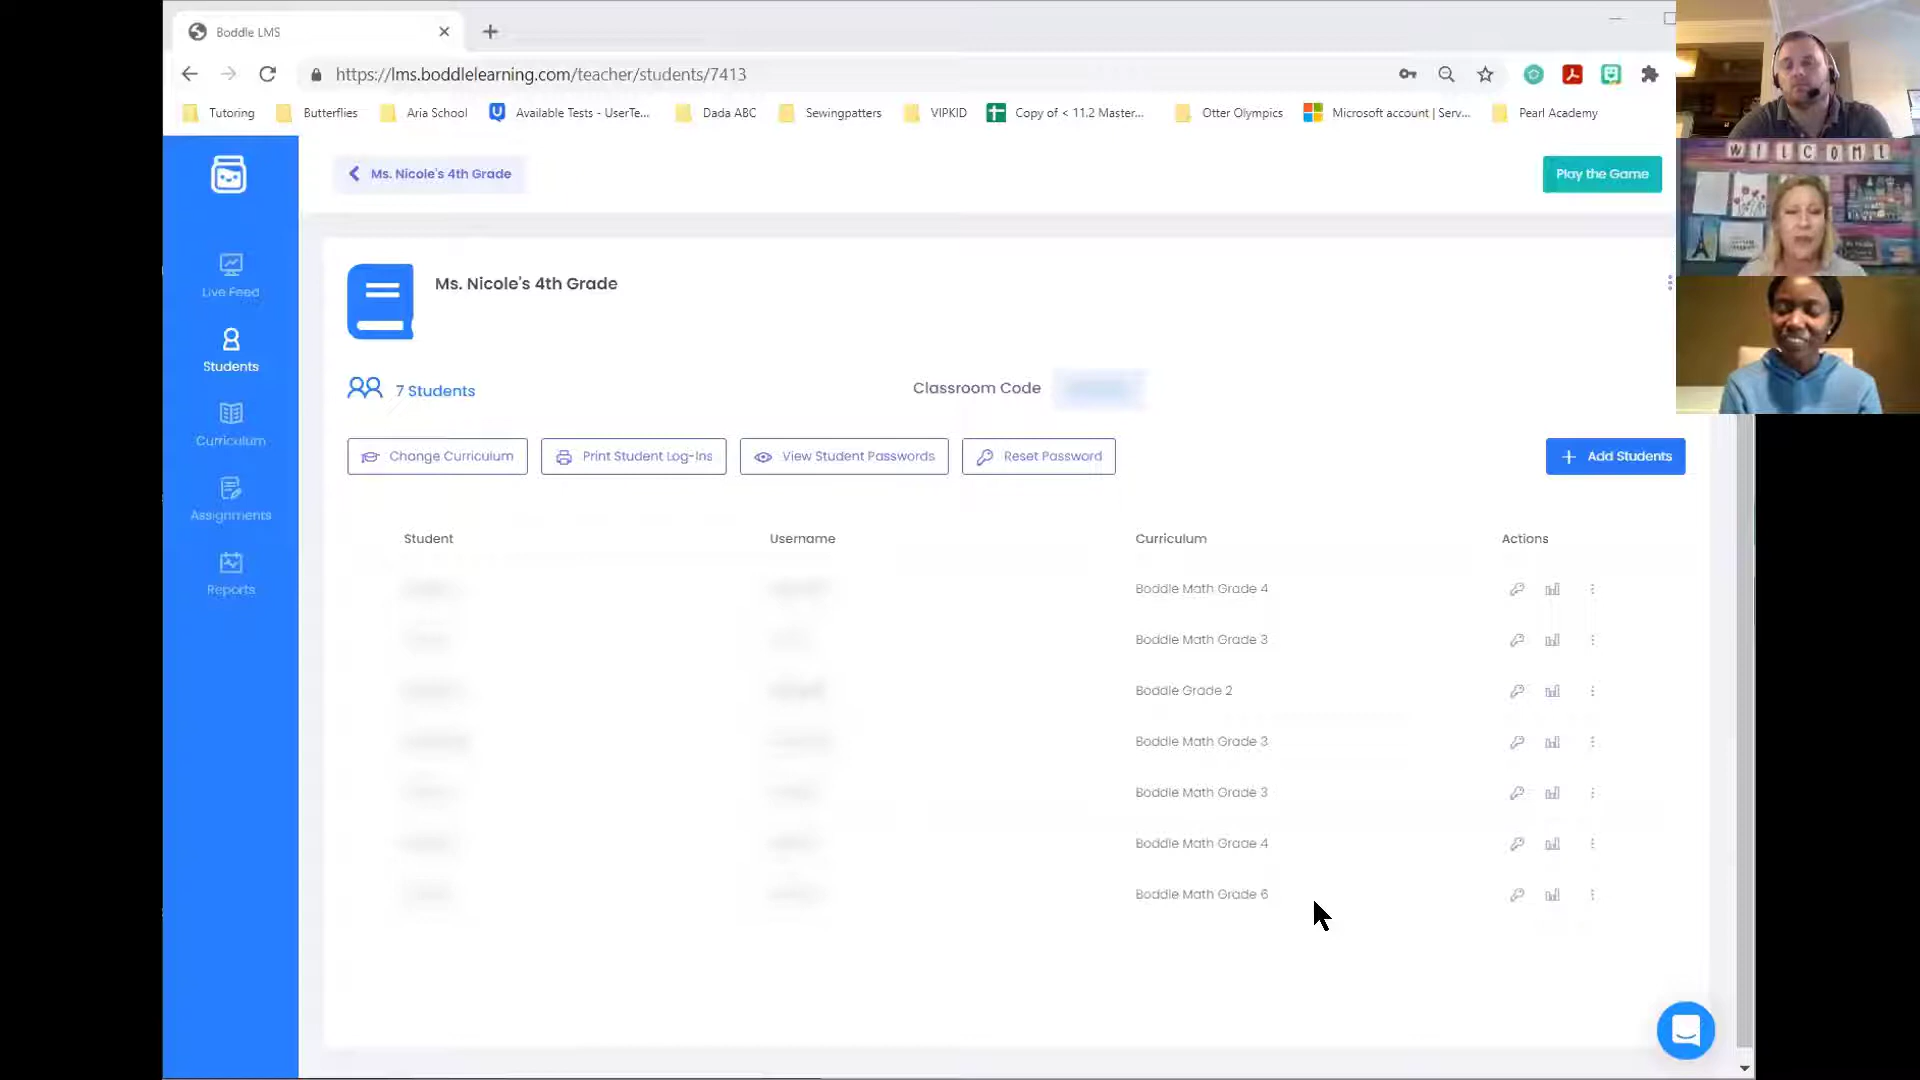 Boddle LMS
https://lms.boddlelearning.com/teacher/students/7413
Tutoring Butterflies Aria School Available Tests - UserTe... Dada ABC Sewingpatters VIPKID Copy of < 11.2 Master... Otter Olympics Microsoft account | Serv... Pearl Academy
Ms. Nicole's 4th Grade
Play the Game
WELCOME
Ms. Nicole's 4th Grade
Live Feed
Students
Curriculum
Assignments
Reports
7 Students
Classroom Code
Change Curriculum Print Student Log-Ins View Student Passwords Reset Password
Add Students
Student Username Curriculum Actions
Boddle Math Grade 4
Boddle Math Grade 3
Boddle Grade 2
Boddle Math Grade 3
Boddle Math Grade 3
Boddle Math Grade 4
Boddle Math Grade 6